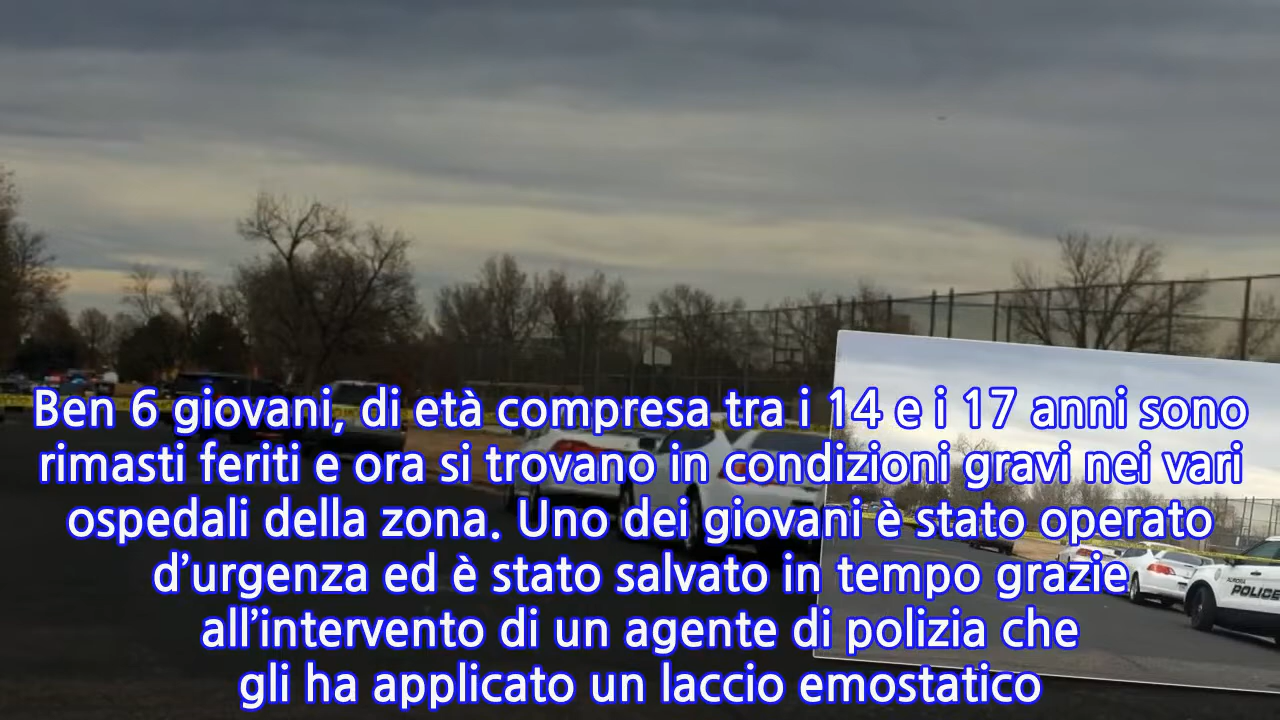 Ben 6 giovani, di età compresa tra i 14 e i 17 anni sono
rimasti feriti e ora si trovano in condizioni gravi nei vari
ospedali della zona. Uno dei giovani è stato operato
d’urgenza ed è stato salvato in tempo grazie
all’intervento di un agente di polizia che
gli ha applicato un laccio emostatico
AURORA
POLICE